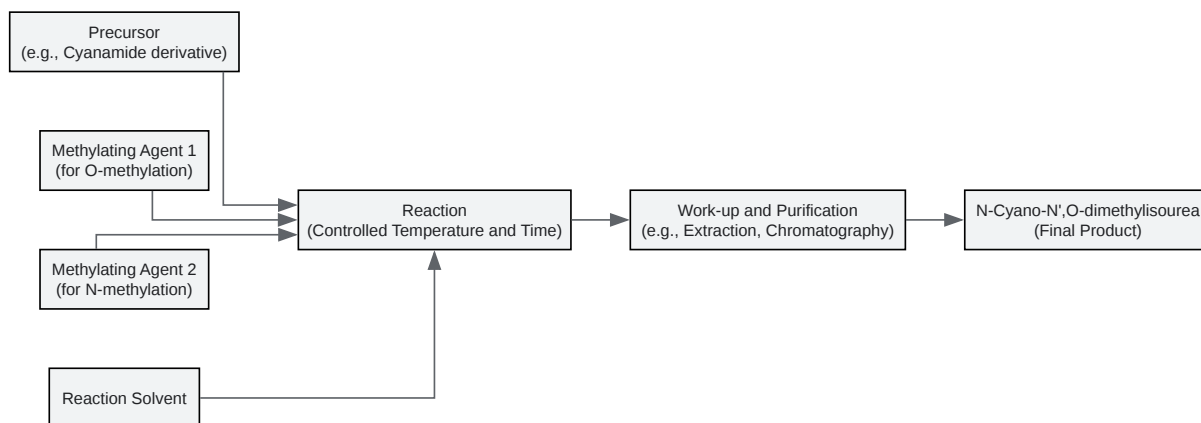 Precursor
(e.g., Cyanamide derivative)
Methylating Agent 1
(for O-methylation)
Methylating Agent 2
(for N-methylation)
Reaction Solvent
Reaction
(Controlled Temperature and Time)
Work-up and Purification
(e.g., Extraction, Chromatography)
N-Cyano-N',O-dimethylisourea
(Final Product)